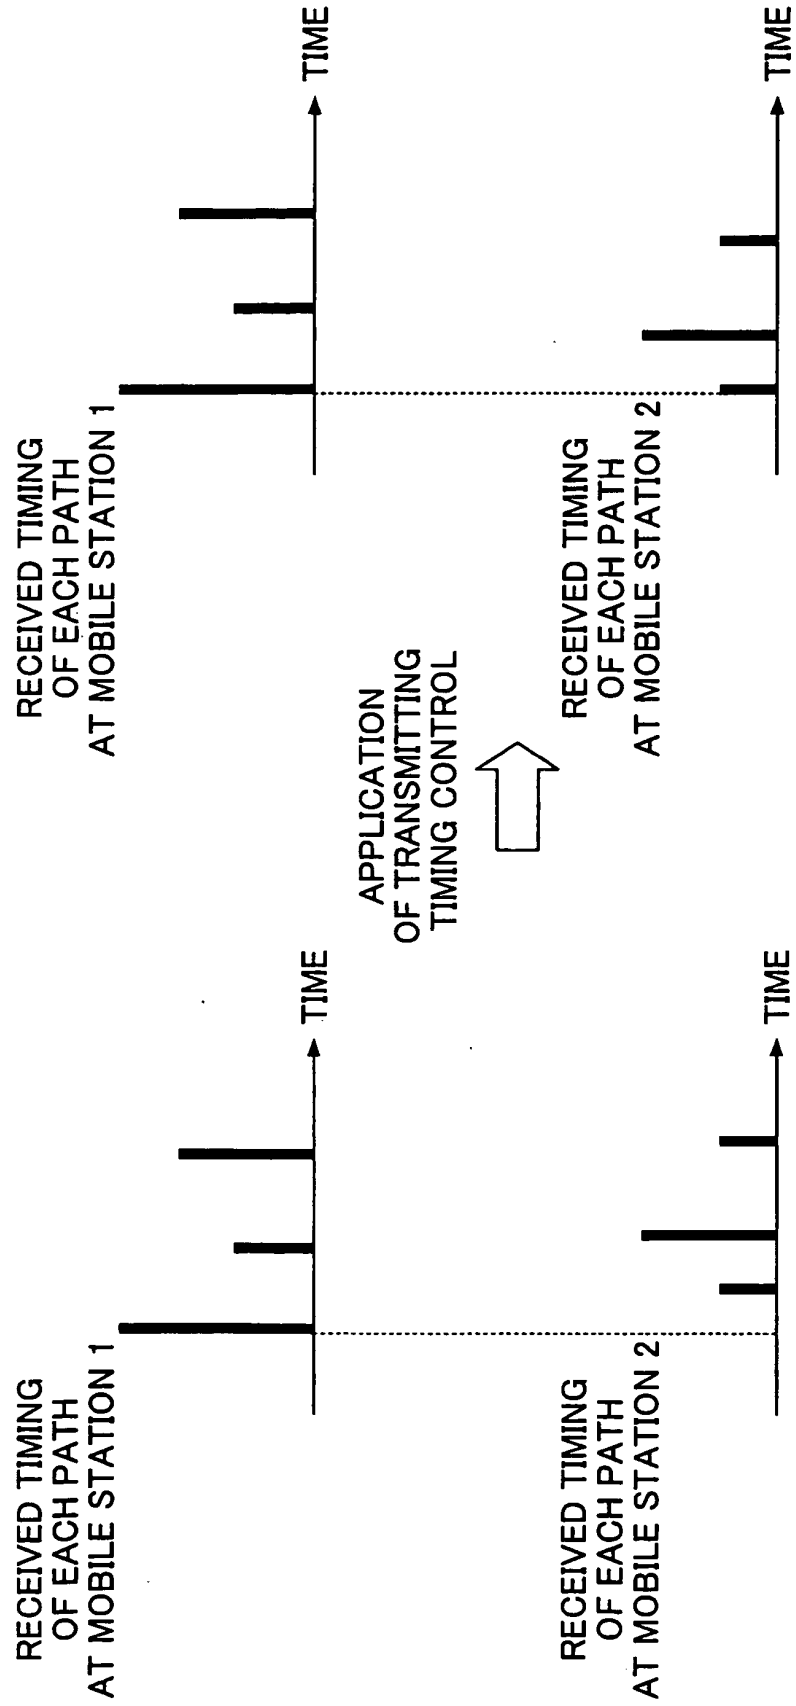 RECEIVED TIMING
OF EACH PATH
AT MOBILE STATION 1
TIME
RECEIVED TIMING
OF EACH PATH
AT MOBILE STATION 2
TIME
APPLICATION
OF TRANSMITTING
TIMING CONTROL
RECEIVED TIMING
OF EACH PATH
AT MOBILE STATION 1
TIME
RECEIVED TIMING
OF EACH PATH
AT MOBILE STATION 2
TIME